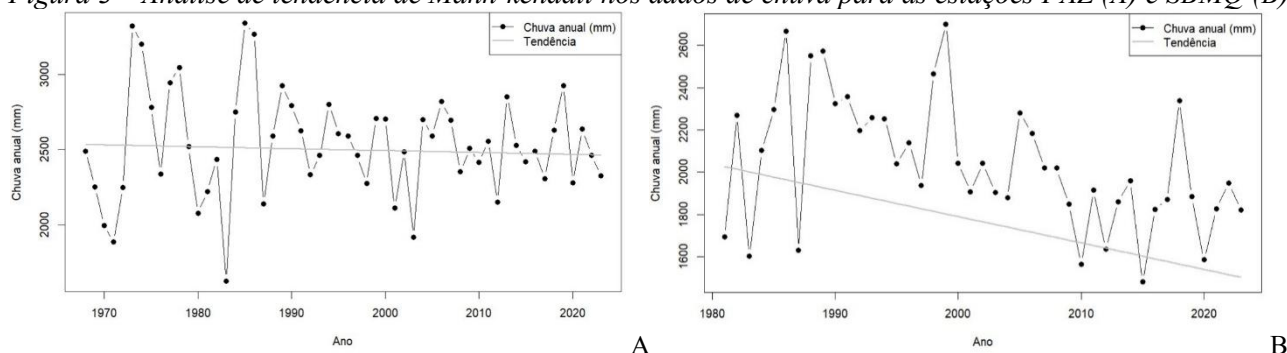 Figura 3 – Análise de tendência de Mann-kendall nos dados de chuva para as estações PAZ (A) e SBMQ (B)
Chuva anual (mm)
Tendência
Chuva anual (mm)
2000
2500
3000
1970
1980
1990
2000
2010
2020
Ano
A
Chuva anual (mm)
Tendência
Chuva anual (mm)
1600
1800
2000
2200
2400
2600
1980
1990
2000
2010
2020
Ano
B